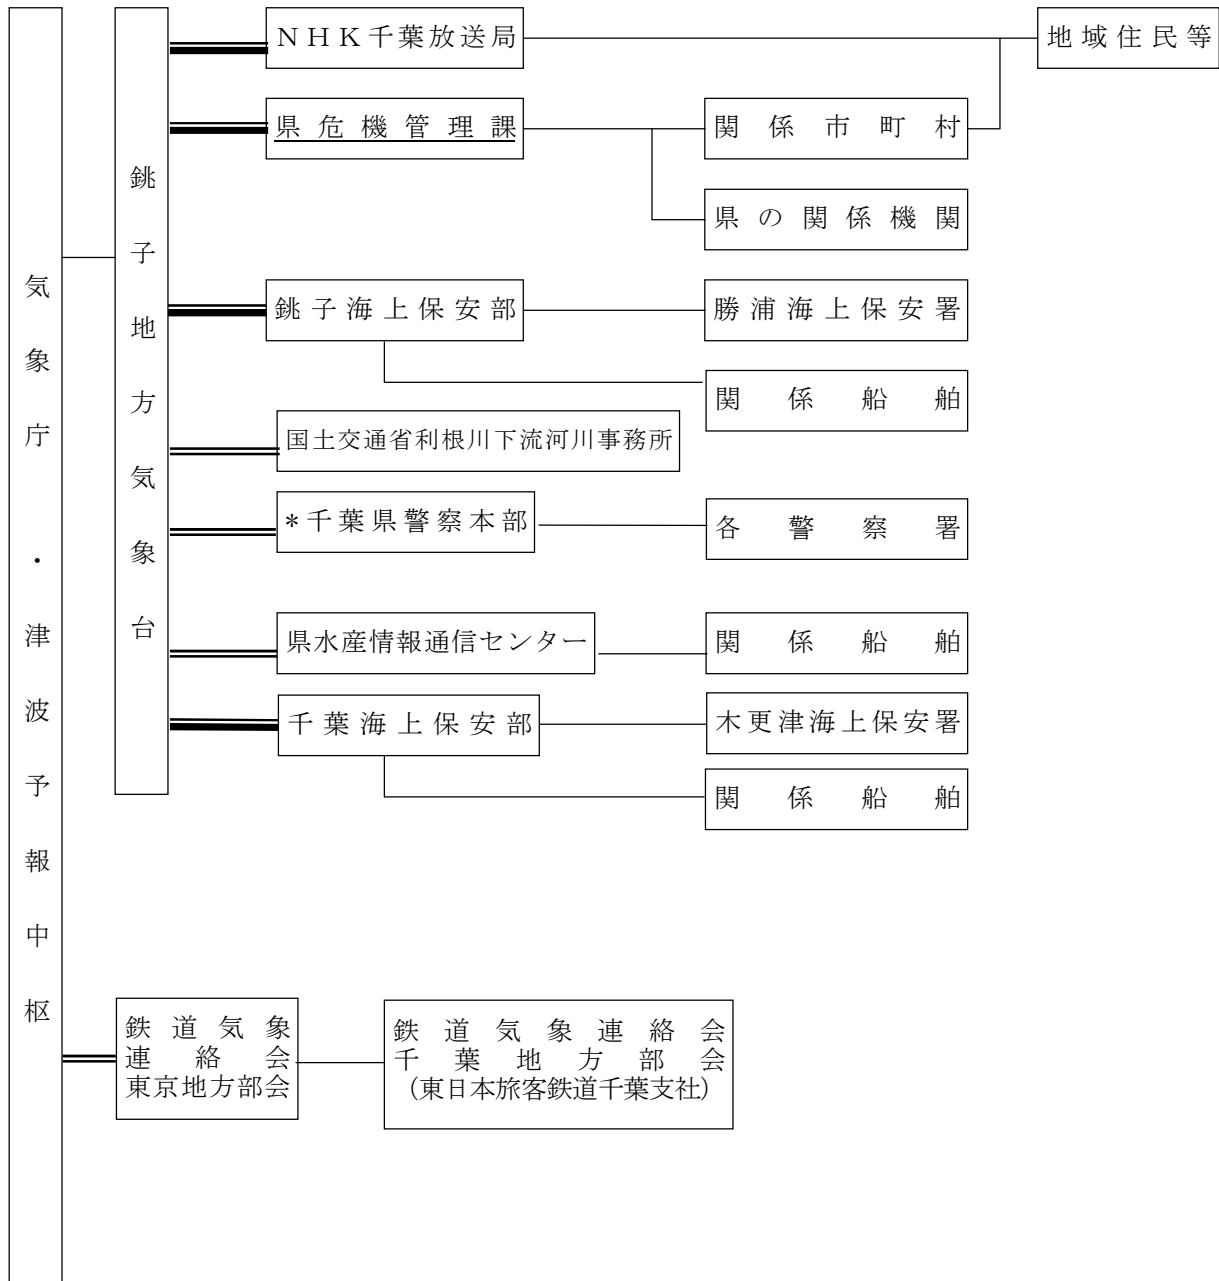 気象庁・津波予報中枢
銚子地方気象台
NHK千葉放送局
地域住民等
県危機管理課
関係市町村
県の関係機関
銚子海上保安部
勝浦海上保安署
関係船舶
国土交通省利根川下流河川事務所
*千葉県警察本部
各警察署
県水産情報通信センター
関係船舶
千葉海上保安部
木更津海上保安署
関係船舶
鉄道気象
連絡会
東京地方部会
鉄道気象連絡会
千葉地方部会
(東日本旅客鉄道千葉支社)